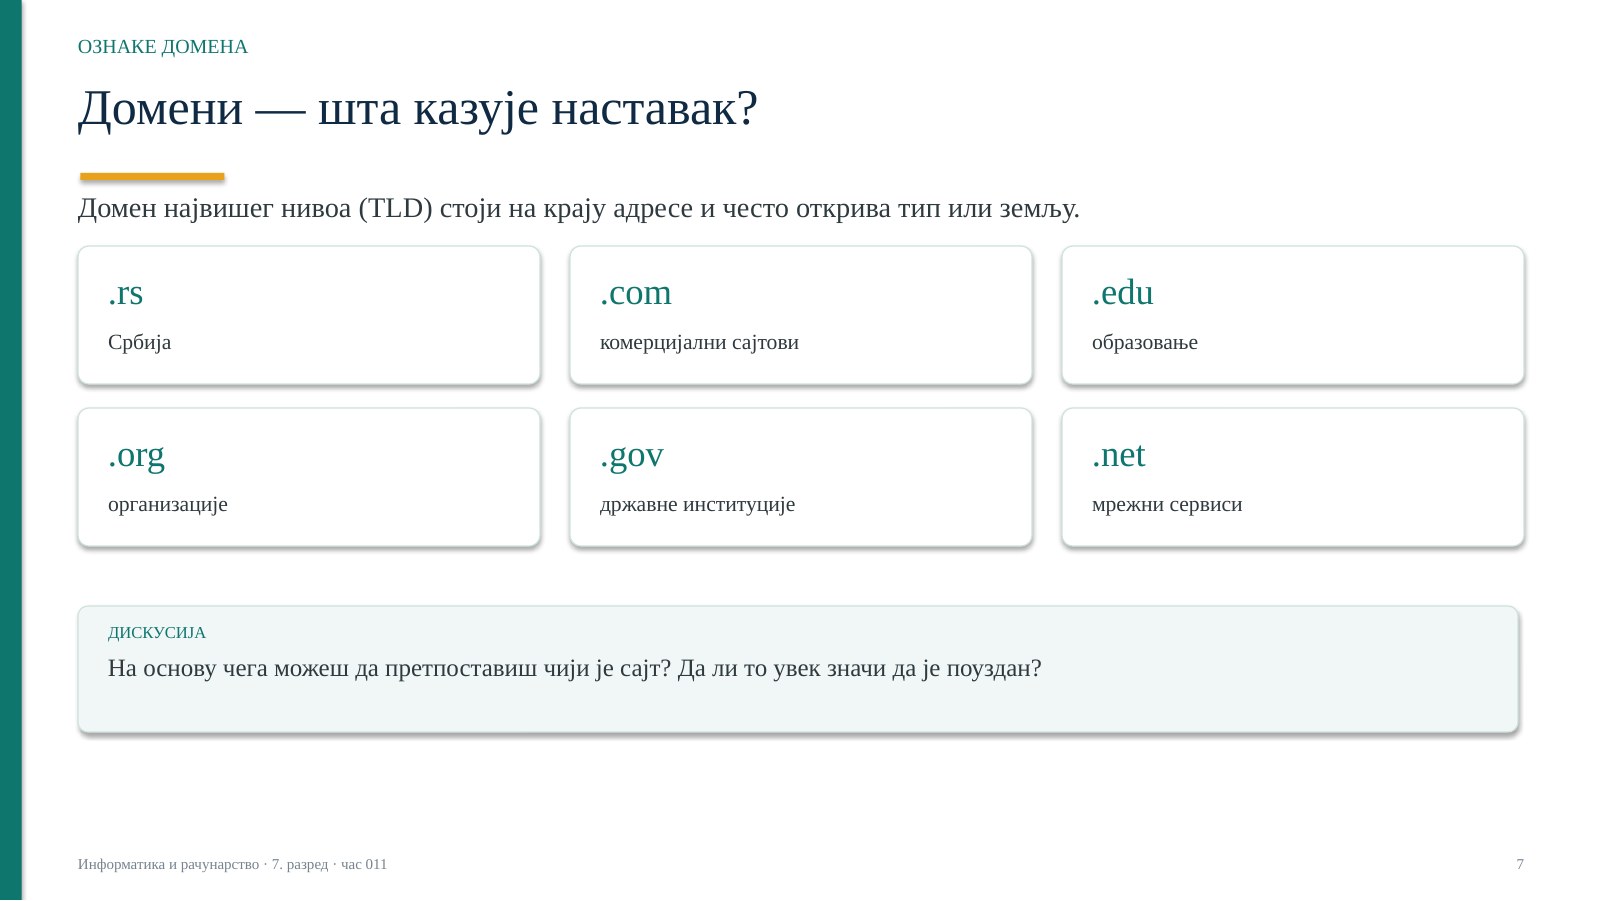 ОЗНАКЕ ДОМЕНА
Домени — шта казује наставак?
Домен највишег нивоа (TLD) стоји на крају адресе и често открива тип или земљу.
.rs
Србија
.com
комерцијални сајтови
.edu
образовање
.org
организације
.gov
државне институције
.net
мрежни сервиси
ДИСКУСИЈА
На основу чега можеш да претпоставиш чији је сајт? Да ли то увек значи да је поуздан?
Информатика и рачунарство · 7. разред · час 011
7